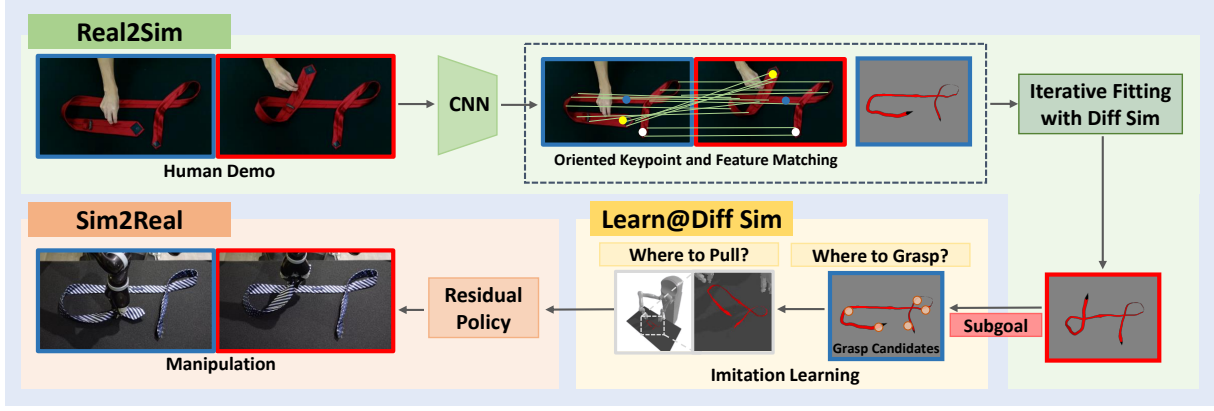 Real2Sim
CNN
Iterative Fitting
with Diff Sim
Human Demo
Oriented Keypoint and Feature Matching
Sim2Real
Learn@Diff Sim
Where to Pull?
Where to Grasp?
Residual
Policy
Subgoal
Grasp Candidates
Manipulation
Imitation Learning